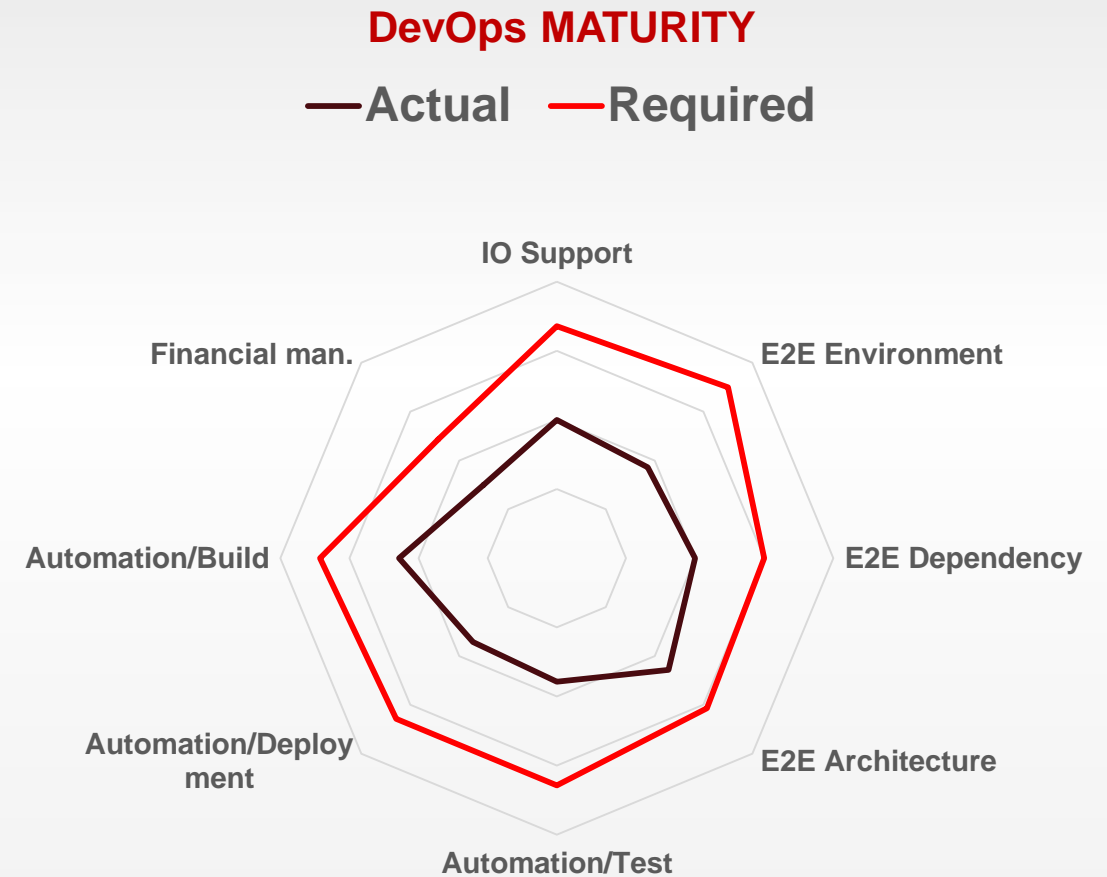 DevOps MATURITY
Actual Required
IO Support
Financial man.
E2E Environment
Automation/Build
E2E Dependency
Automation/Deploy
ment
E2E Architecture
Automation/Test